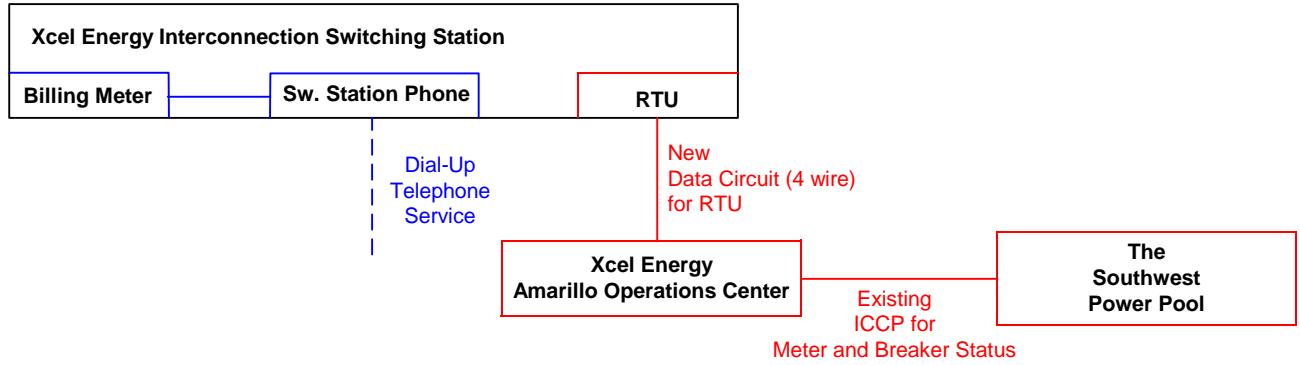 Xcel Energy Interconnection Switching Station
Billing Meter
Sw. Station Phone
RTU
Dial-Up
Telephone
Service
New
Data Circuit (4 wire)
for RTU
Xcel Energy
Amarillo Operations Center
Existing
ICCP for
Meter and Breaker Status
The
Southwest
Power Pool